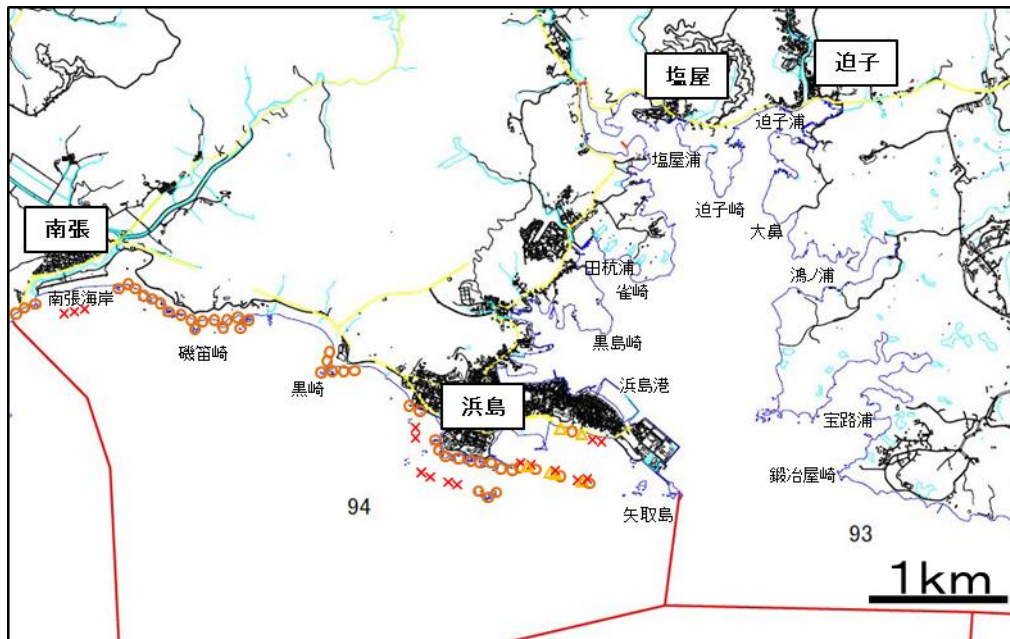 塩屋
迫子
迫子浦
塩屋浦
迫子崎
大鼻
南張
田杭浦
雀崎
鴻ノ浦
南張海岸
黒島崎
磯笛崎
黒崎
浜島
浜島港
宝路浦
鍛冶屋崎
矢取島
94
93
1km